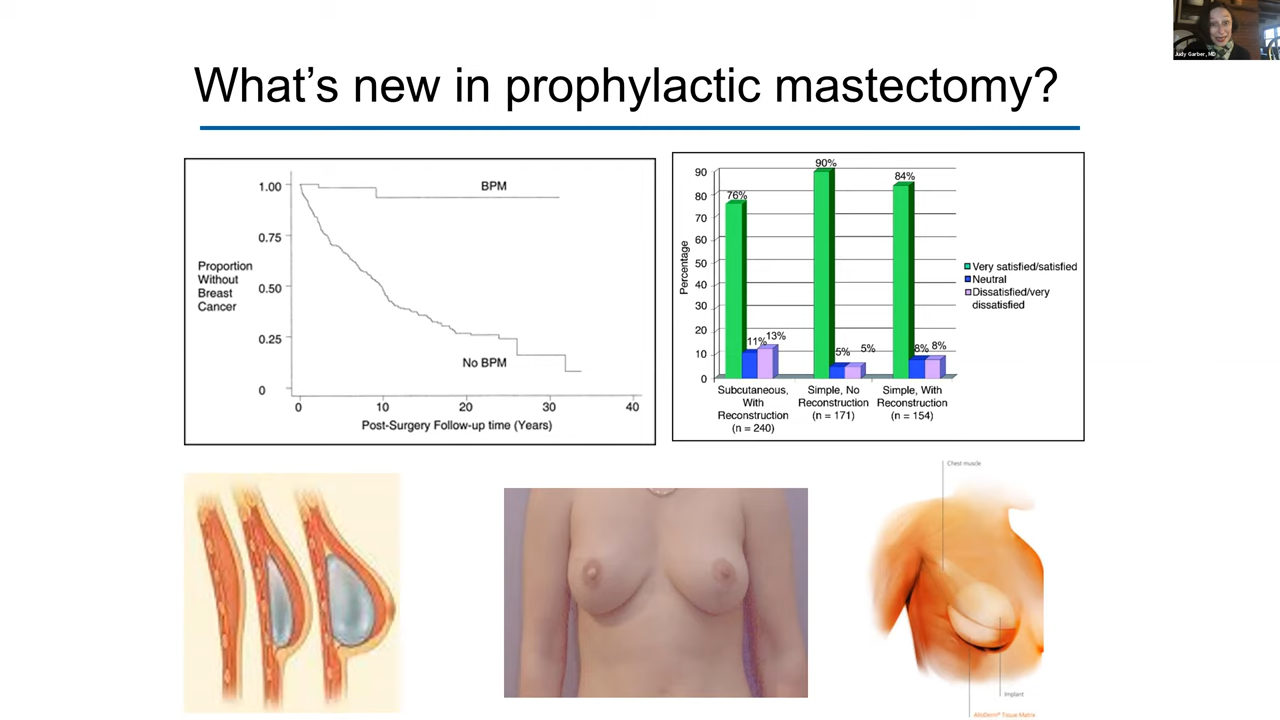 Judy Garber, MD
What's new in prophylactic mastectomy?
1.00
0.75
0.50
0.25
0
Proportion
Without
Breast
Cancer
BPM
No BPM
0 10 20 30 40
Post-Surgery Follow-up time (Years)
90
80
70
60
50
40
30
20
10
0
Percentage
76%
11%
13%
90%
5%
5%
84%
8%
8%
Subcutaneous,
With
Reconstruction
(n = 240)
Simple, No
Reconstruction
(n = 171)
Simple, With
Reconstruction
(n = 154)
Very satisfied/satisfied
Neutral
Dissatisfied/very
dissatisfied
Chest muscle
Implant
AlloDerm® Tissue Matrix